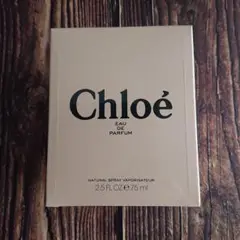 Chloé
EAU
DE
PARFUM
NATURAL SPRAY VAPORISATEUR
2.5 FL OZ℮75 ml